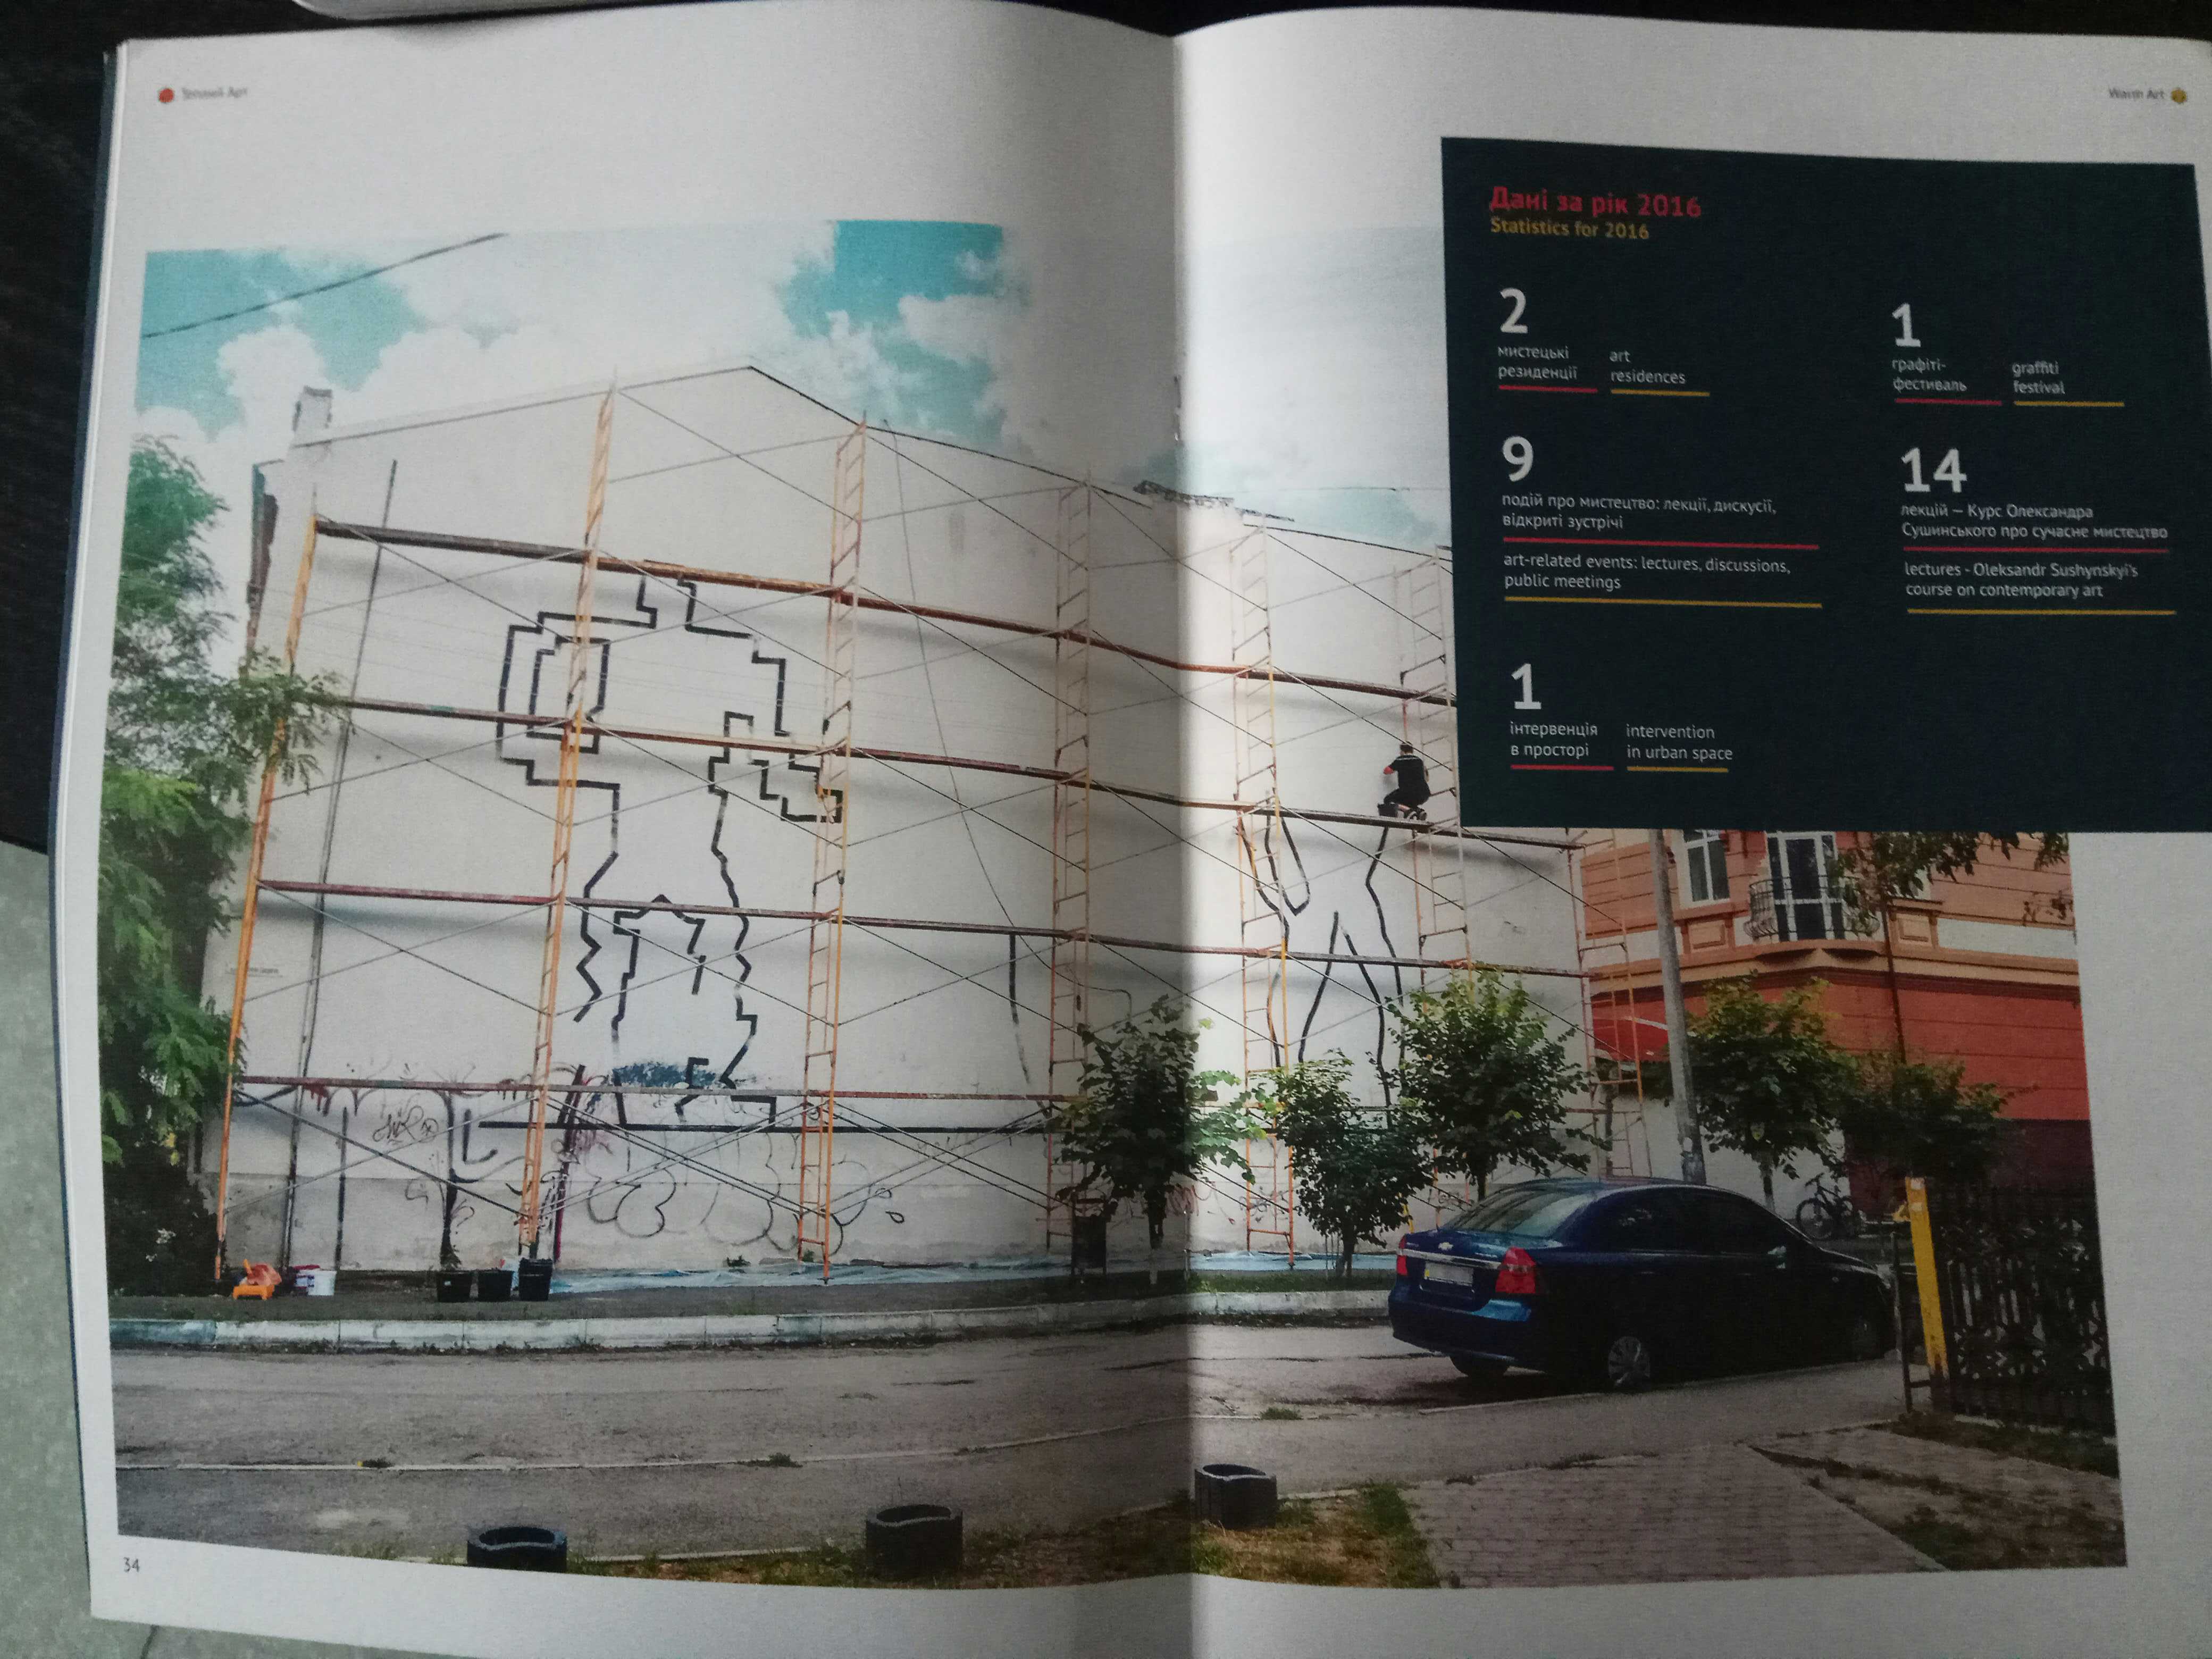 Теплий Арт
Warm Art
Дані за рік 2016
Statistics for 2016
2
мистецькі
резиденції
art
residences
1
графіті-
фестиваль
graffiti
festival
9
подій про мистецтво: лекції, дискусії,
відкриті зустрічі
art-related events: lectures, discussions,
public meetings
14
лекцій — Курс Олександра
Сушинського про сучасне мистецтво
lectures - Oleksandr Sushynskyi's
course on contemporary art
1
інтервенція
в просторі
intervention
in urban space
34